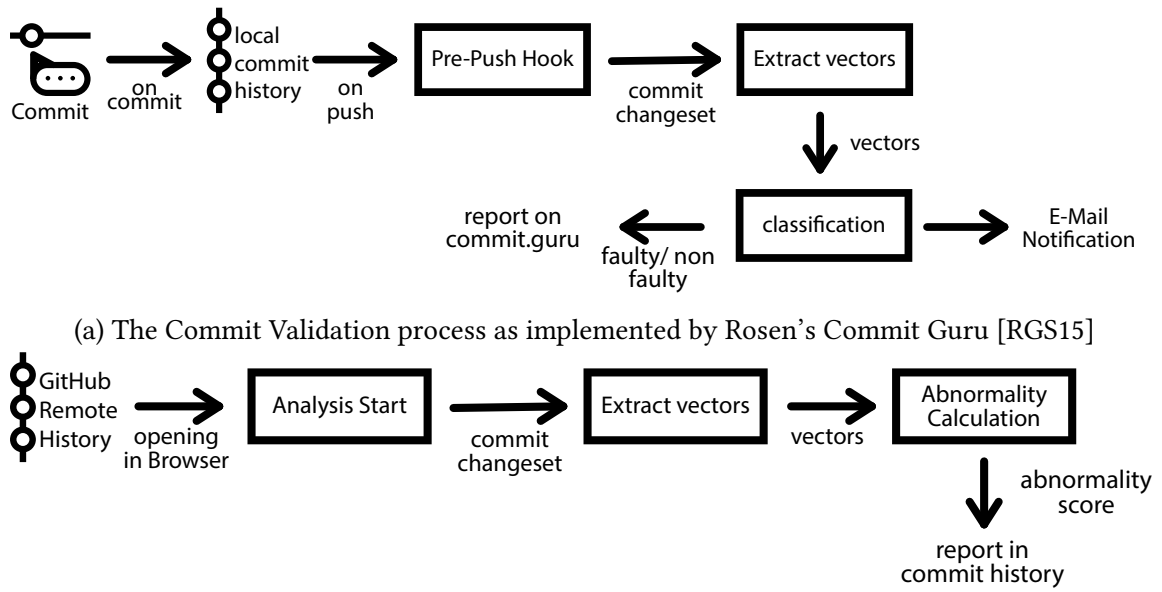 Commit
on
commit
local
commit
history
on
push
Pre-Push Hook
commit
changeset
Extract vectors
vectors
classification
faulty/ non
faulty
report on
commit.guru
E-Mail
Notification
(a) The Commit Validation process as implemented by Rosen's Commit Guru [RGS15]
GitHub
Remote
History
opening
in Browser
Analysis Start
commit
changeset
Extract vectors
vectors
Abnormality
Calculation
abnormality
score
report in
commit history